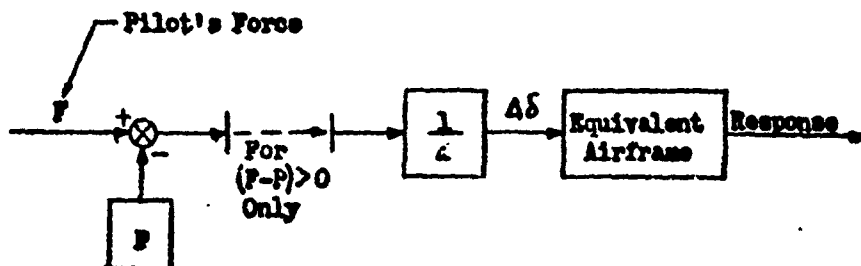 Pilot's Force
F
+
-
For
(F-P)>0
Only
1
Δδ
Equivalent
Airframe
Response
P